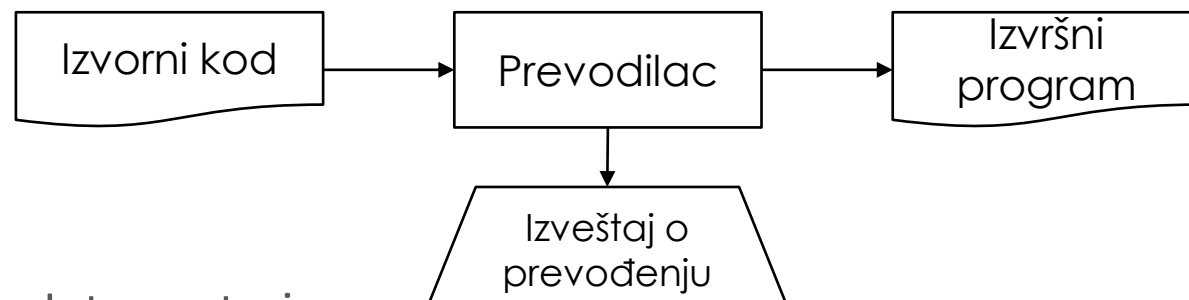 Izvorni kod
Prevodilac
Izvršni
program
Izveštaj o
prevođenju